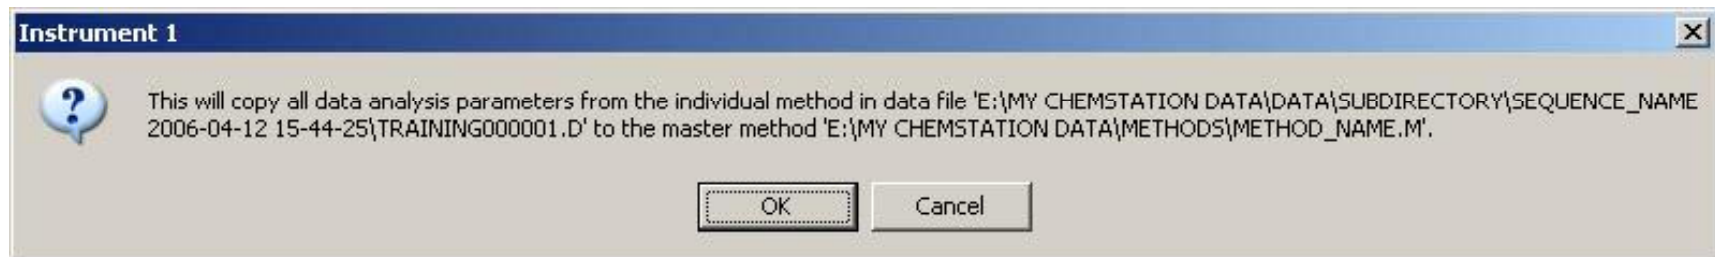 Instrument 1
This will copy all data analysis parameters from the individual method in data file 'E:\MY CHEMSTATION DATA\DATA\SUBDIRECTORY\SEQUENCE_NAME
2006-04-12 15-44-25\TRAINING000001.D' to the master method 'E:\MY CHEMSTATION DATA\METHODS\METHOD_NAME.M'.
OK Cancel